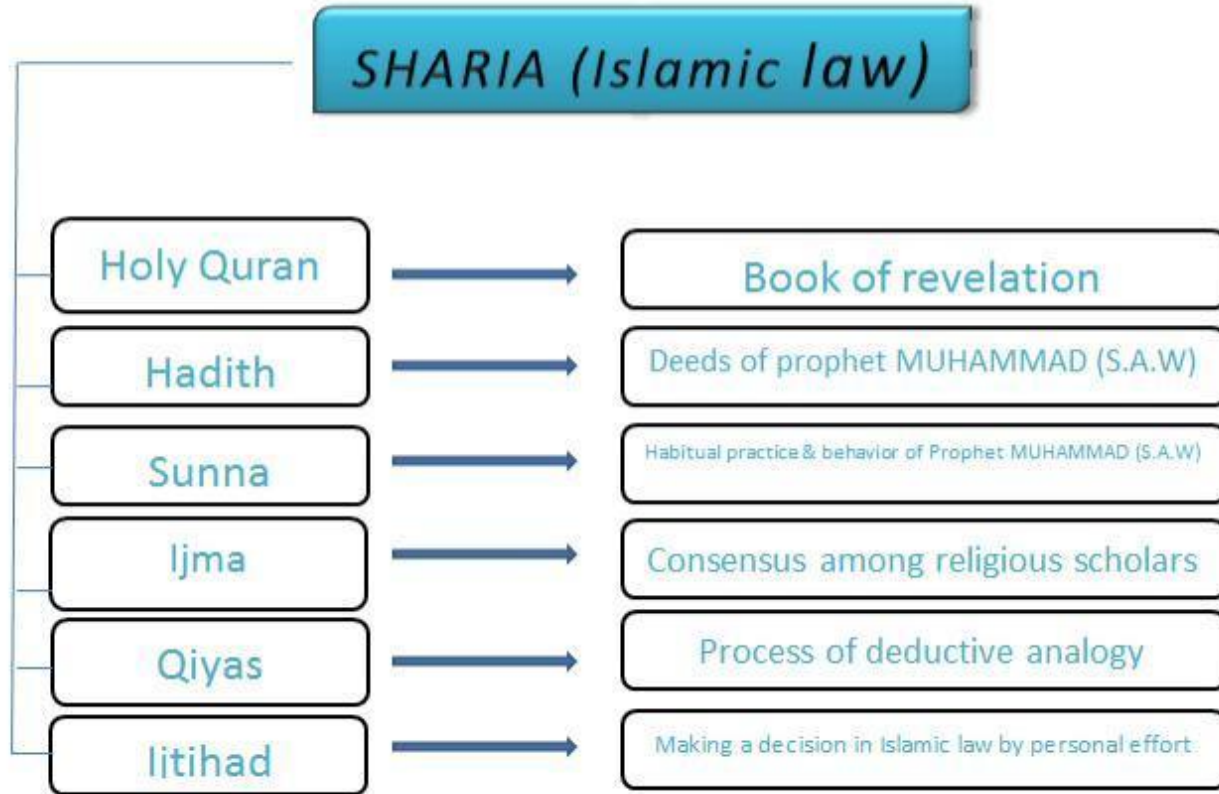 SHARIA (Islamic law)
Holy Quran
Book of revelation
Hadith
Deeds of prophet MUHAMMAD (S.A.W)
Sunna
Habitual practice & behavior of Prophet MUHAMMAD (S.A.W)
Ijma
Consensus among religious scholars
Qiyas
Process of deductive analogy
Ijtihad
Making a decision in Islamic law by personal effort